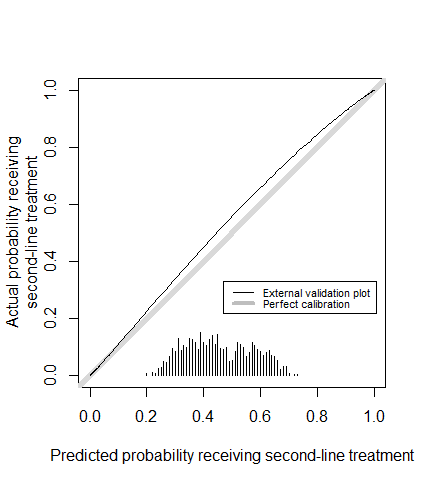 Actual probability receiving
second-line treatment
1.0
0.8
0.6
0.4
0.2
0.0
External validation plot
Perfect calibration
0.0 0.2 0.4 0.6 0.8 1.0
Predicted probability receiving second-line treatment